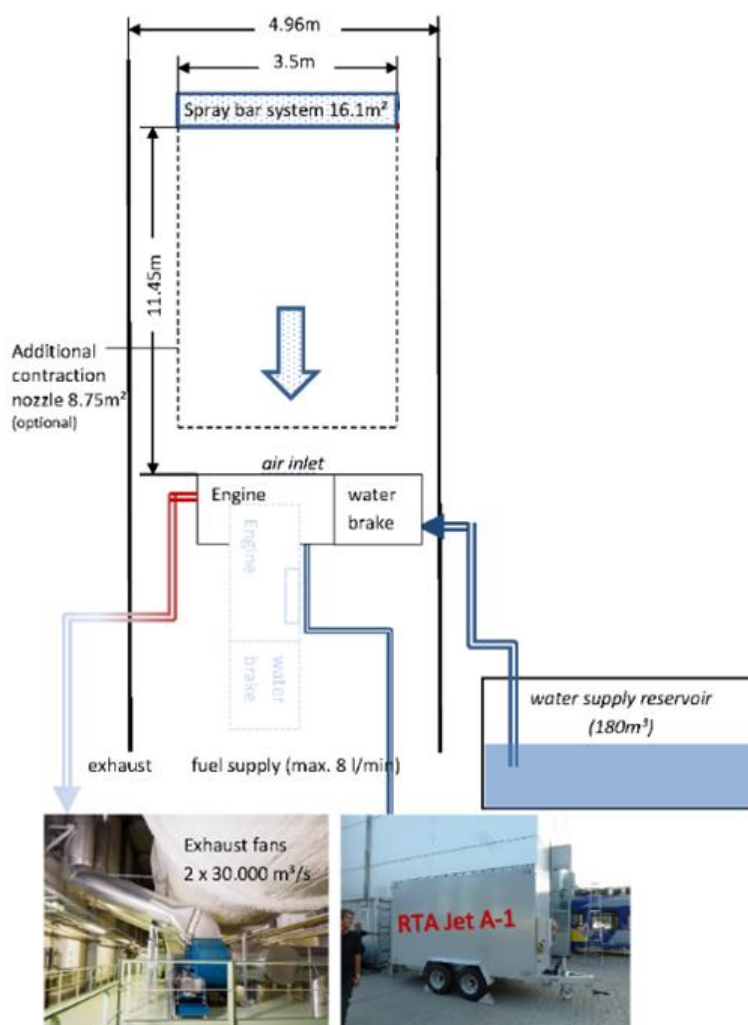 4.96m
3.5m
Spray bar system 16.1m²
11.45m
Additional
contraction
nozzle 8.75m²
(optional)
air inlet
Engine
water
brake
Engine
water
brake
water supply reservoir
(180m³)
exhaust
fuel supply (max. 8 l/min)
Exhaust fans
2 x 30.000 m³/s
RTA Jet A-1